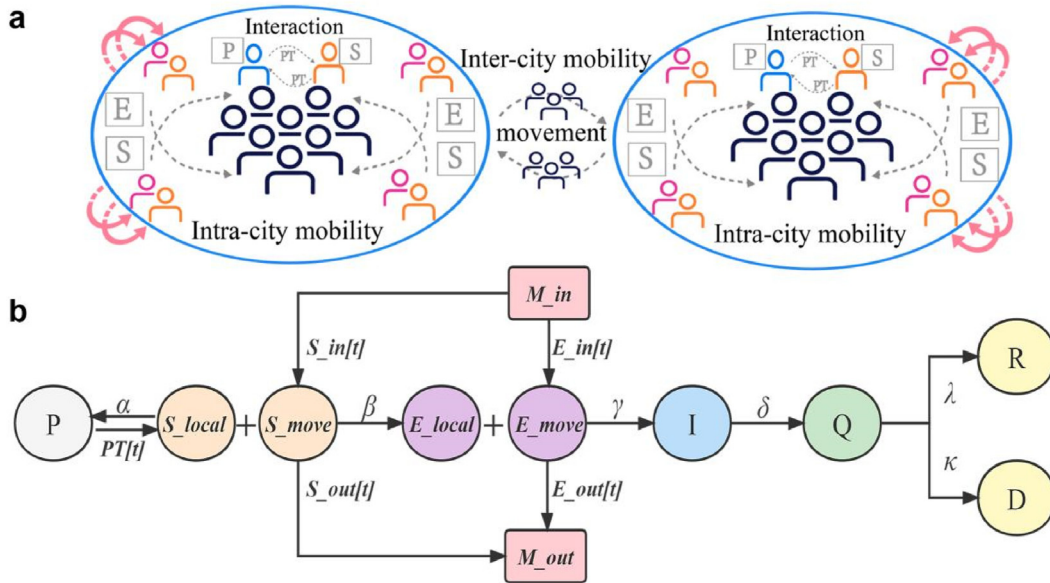 a
Interaction
P
PT
S
PT
E
S
E
S
Intra-city mobility
Inter-city mobility
movement
Interaction
P
PT
S
PT
E
S
E
S
Intra-city mobility
b
M_in
S_in[t]
E_in[t]
P
α
PT[t]
S_local
+
S_move
β
E_local
+
E_move
γ
I
δ
Q
λ
κ
R
D
S_out[t]
E_out[t]
M_out